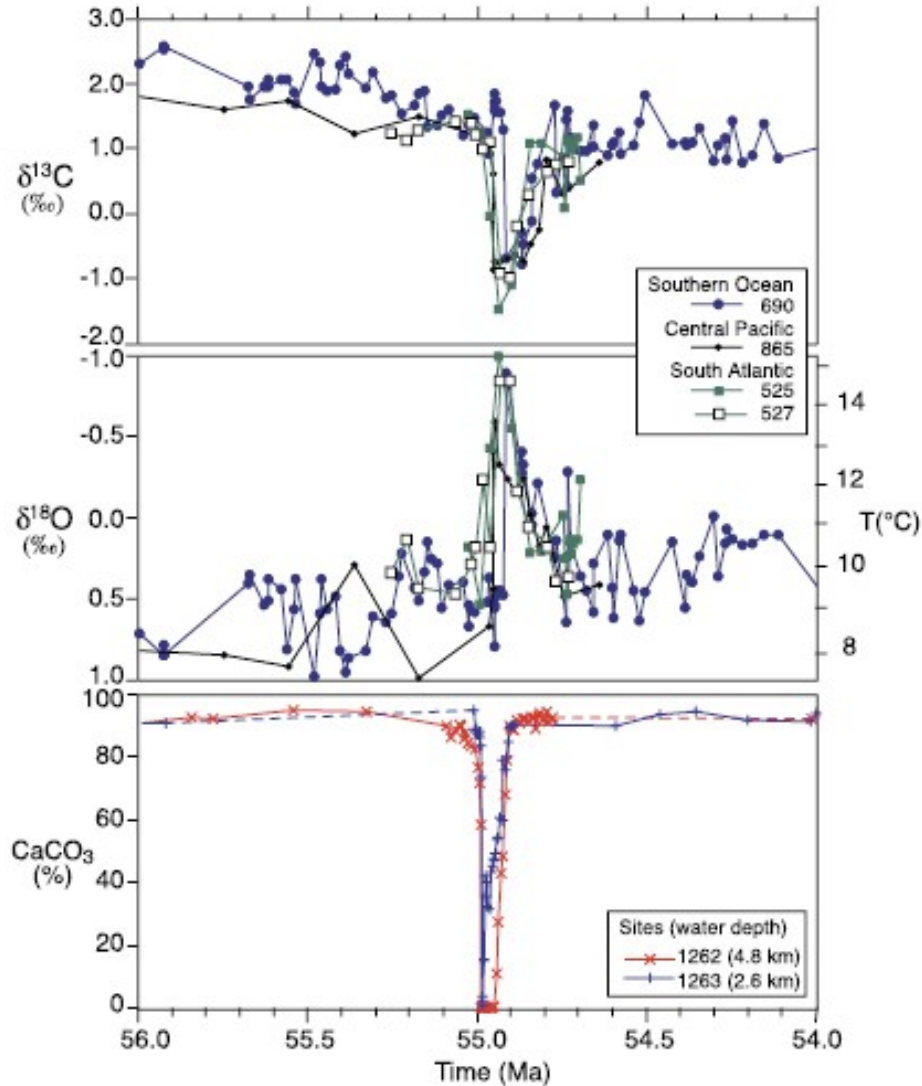 3.0
2.0
1.0
0.0
-1.0
-2.0
δ¹³C
(‰)
Southern Ocean
690
Central Pacific
865
South Atlantic
525
527
-1.0
-0.5
0.0
0.5
1.0
δ¹⁸O
(‰)
14
12
10
8
T(°C)
100
80
60
40
20
0
CaCO₃
(%)
Sites (water depth)
1262 (4.8 km)
1263 (2.6 km)
56.0 55.5 55.0 54.5 54.0
Time (Ma)